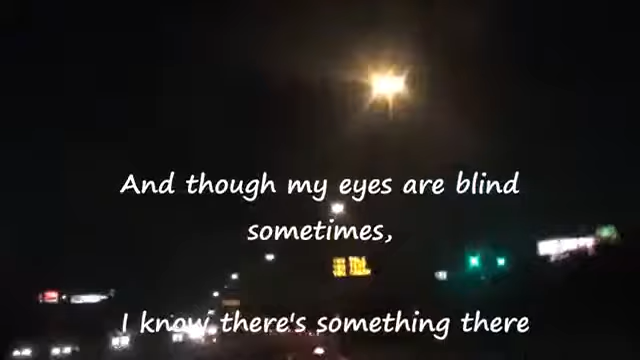 And though my eyes are blind
sometimes,
I know there's something there